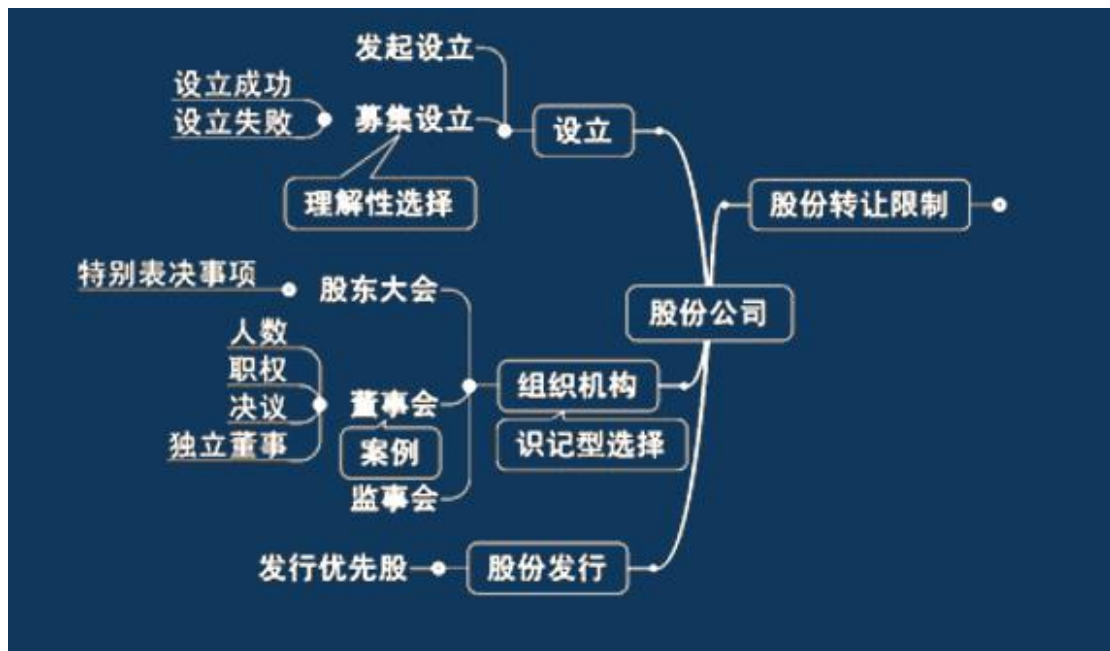 发起设立
设立成功
设立失败
募集设立
设立
理解性选择
股份转让限制
特别表决事项
股东大会
股份公司
人数
职权
决议
独立董事
董事会
组织机构
案例
识记型选择
监事会
发行优先股
股份发行